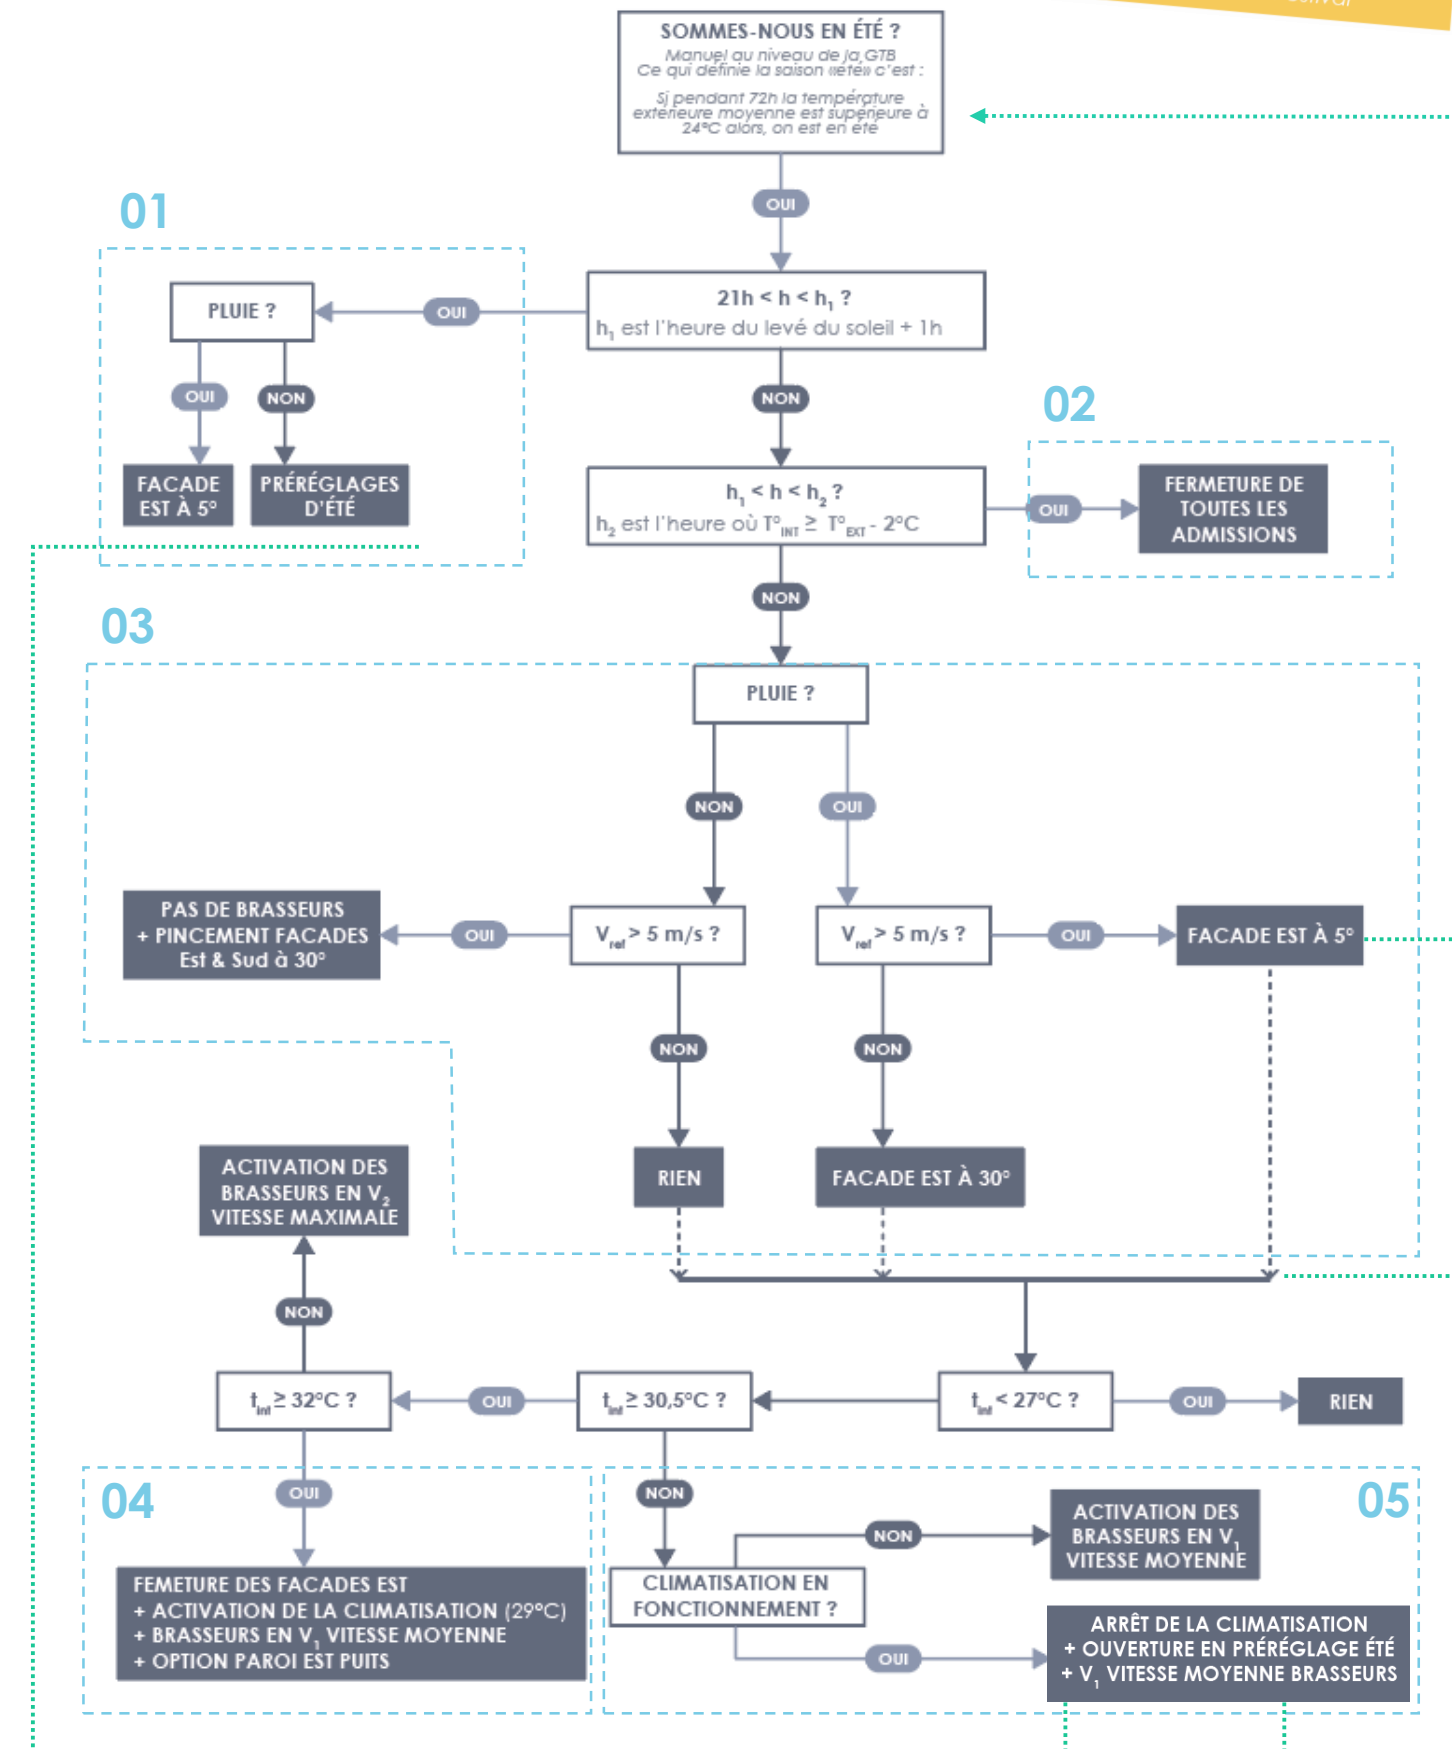 SOMMES-NOUS EN ÉTÉ ?
Manuel au niveau de la GTB
Ce qui définie la saison «été» c'est :
Si pendant 72h la température
extérieure moyenne est supérieure à
24°C alors, on est en été
OUI
01
21h < h < h1 ?
h1 est l'heure du levé du soleil + 1h
OUI
PLUIE ?
OUI
NON
FACADE
EST À 5°
PRÉRÉGLAGES
D'ÉTÉ
NON
02
h1 < h < h2 ?
h2 est l'heure où T°INT ≥ T°EXT - 2°C
OUI
FERMETURE DE
TOUTES LES
ADMISSIONS
NON
03
PLUIE ?
NON
OUI
PAS DE BRASSEURS
+ PINCEMENT FACADES
Est & Sud à 30°
OUI
Vref > 5 m/s ?
Vref > 5 m/s ?
OUI
FACADE EST À 5°
NON
NON
RIEN
FACADE EST À 30°
ACTIVATION DES
BRASSEURS EN V2
VITESSE MAXIMALE
NON
tint ≥ 32°C ?
OUI
tint ≥ 30,5°C ?
tint < 27°C ?
OUI
RIEN
04
OUI
FEMETURE DES FACADES EST
+ ACTIVATION DE LA CLIMATISATION (29°C)
+ BRASSEURS EN V1 VITESSE MOYENNE
+ OPTION PAROI EST PUITS
05
NON
CLIMATISATION EN
FONCTIONNEMENT ?
NON
ACTIVATION DES
BRASSEURS EN V1
VITESSE MOYENNE
OUI
ARRÊT DE LA CLIMATISATION
+ OUVERTURE EN PRÉRÉGLAGE ÉTÉ
+ V1 VITESSE MOYENNE BRASSEURS